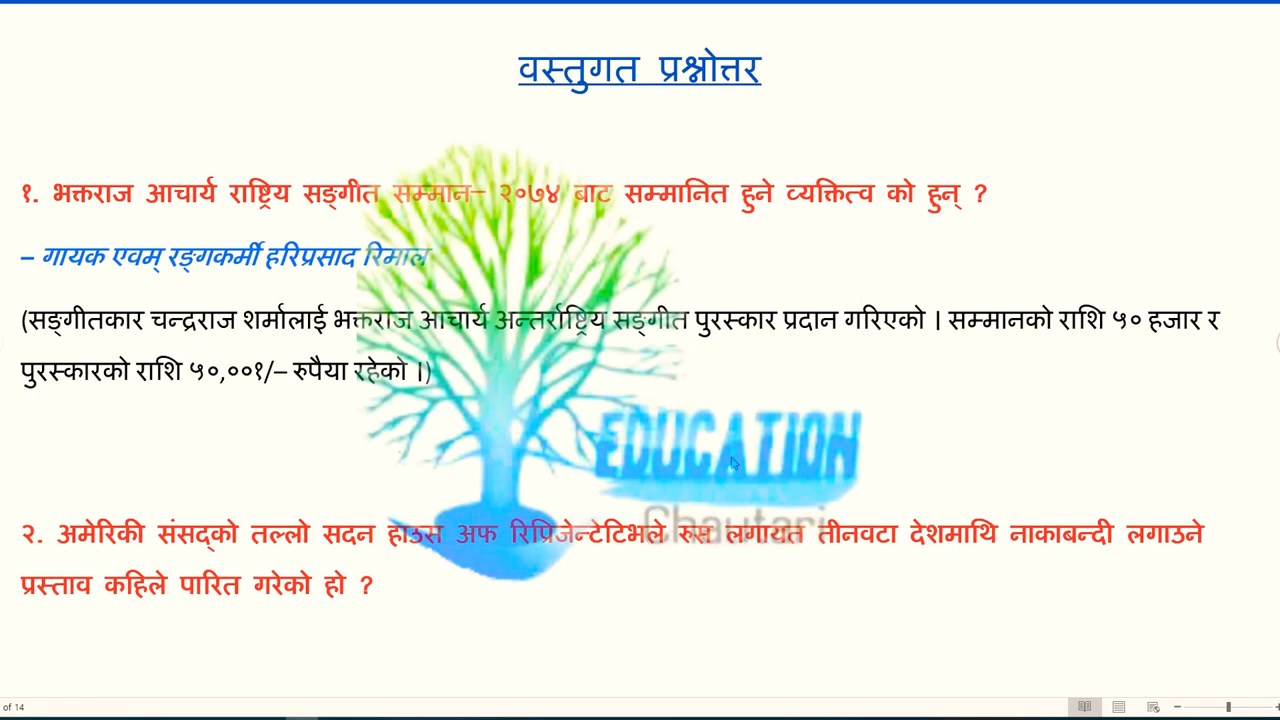 वस्तुगत प्रश्नोत्तर
१. भक्तराज आचार्य राष्ट्रिय सङ्गीत सम्मान– २०७४ बाट सम्मानित हुने व्यक्तित्व को हुन् ?
– गायक एवम् रङ्गकर्मी हरिप्रसाद रिमाल
(सङ्गीतकार चन्द्रराज शर्मालाई भक्तराज आचार्य अन्तर्राष्ट्रिय सङ्गीत पुरस्कार प्रदान गरिएको । सम्मानको राशि ५० हजार र
पुरस्कारको राशि ५०,००१/– रुपैया रहेको ।)
EDUCATION
Chautari
२. अमेरिकी संसद्को तल्लो सदन हाउस अफ रिप्रिजेन्टेटिभले रुस लगायत तीनवटा देशमाथि नाकाबन्दी लगाउने
प्रस्ताव कहिले पारित गरेको हो ?
of 14